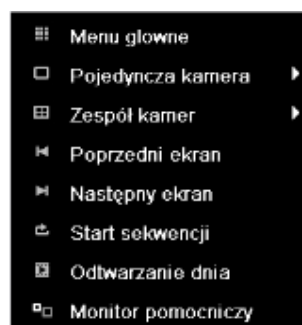 Menu glowne
Pojedyncza kamera
Zespół kamer
Poprzedni ekran
Następny ekran
Start sekwencji
Odtwarzanie dnia
Monitor pomocniczy